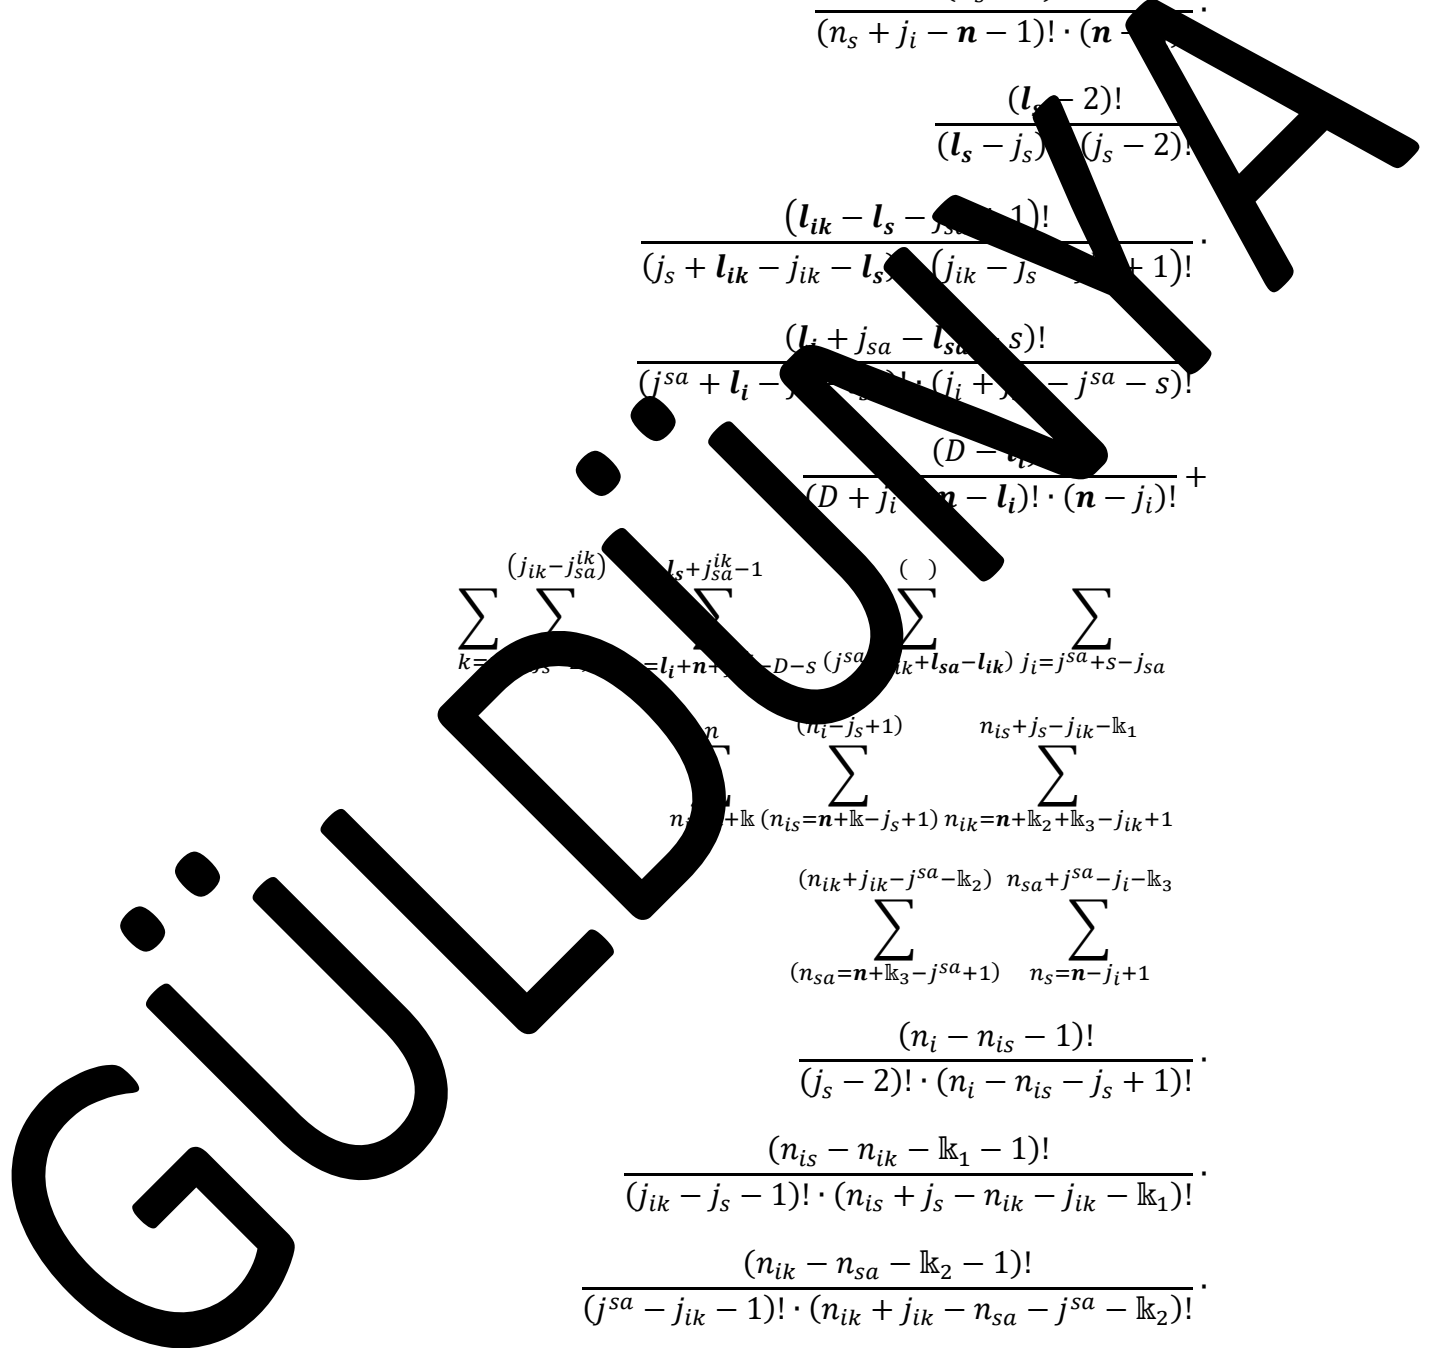 (n_s + j_i − n − 1)! · (n −
(l_s − 2)!
(l_s − j_s) (j_s − 2)!
(l_ik − l_s − 1)! ·
(j_s + l_ik − j_ik − l_s) (j_ik − j_s + 1)!
(l_i + j_sa − l_sa s)!
(j^sa + l_i − · (j_i + − j^sa − s)!
(D −
(D + j_i n − l_i)! · (n − j_i)! +
(j_ik−j_sa^ik) l_s+j_sa^ik−1 ( )
∑ ∑ ∑ ∑ ∑
k= =l_i+n+ −D−s (j^sa +l_sa−l_ik) j_i=j^sa+s−j_sa
n (n_i−j_s+1) n_is+j_s−j_ik−𝕜_1
∑ ∑ ∑
+𝕜 (n_is=n+𝕜−j_s+1) n_ik=n+𝕜_2+𝕜_3−j_ik+1
(n_ik+j_ik−j^sa−𝕜_2) n_sa+j^sa−j_i−𝕜_3
∑ ∑
(n_sa=n+𝕜_3−j^sa+1) n_s=n−j_i+1
(n_i − n_is − 1)! ·
(j_s − 2)! · (n_i − n_is − j_s + 1)!
(n_is − n_ik − 𝕜_1 − 1)! ·
(j_ik − j_s − 1)! · (n_is + j_s − n_ik − j_ik − 𝕜_1)!
(n_ik − n_sa − 𝕜_2 − 1)! ·
(j^sa − j_ik − 1)! · (n_ik + j_ik − n_sa − j^sa − 𝕜_2)!
GÜLDÜNYA